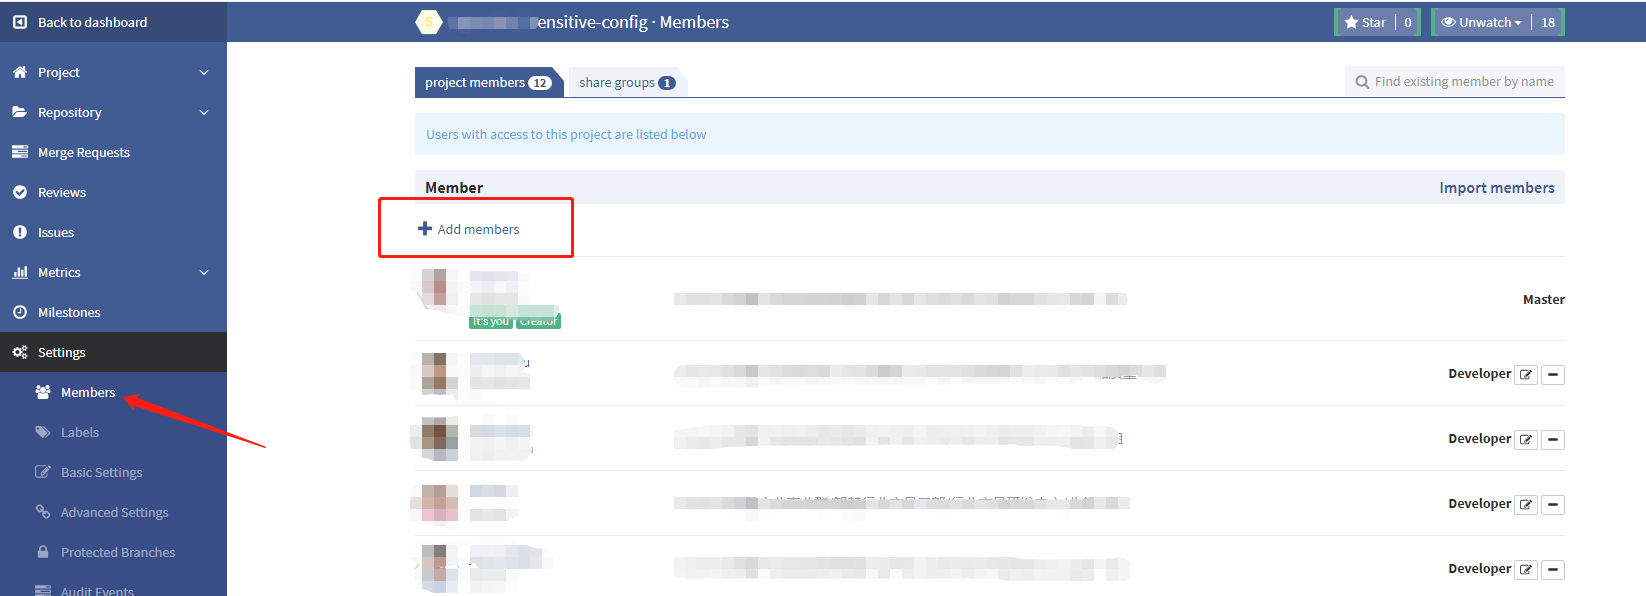 Back to dashboard
ensitive-config · Members
Star 0
Unwatch 18
Project
Repository
Merge Requests
Reviews
Issues
Metrics
Milestones
Settings
Members
Labels
Basic Settings
Advanced Settings
Protected Branches
Audit Events
project members 12
share groups 1
Find existing member by name
Users with access to this project are listed below
Member
Import members
Add members
It's you Creator
Master
Developer
Developer
Developer
Developer